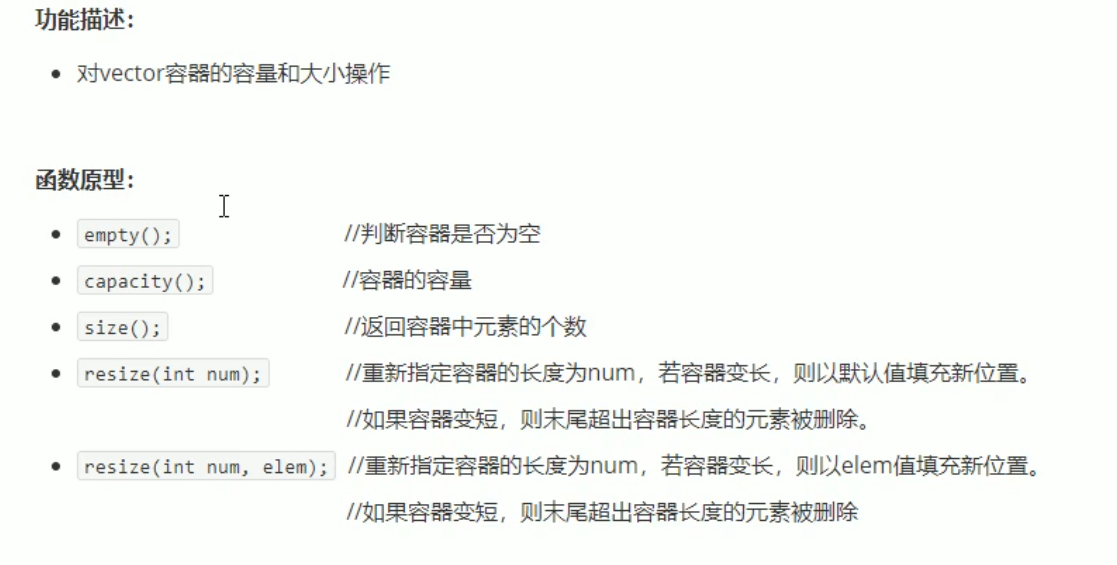 功能描述：
对vector容器的容量和大小操作
函数原型：
empty(); //判断容器是否为空
capacity(); //容器的容量
size(); //返回容器中元素的个数
resize(int num); //重新指定容器的长度为num，若容器变长，则以默认值填充新位置。
//如果容器变短，则末尾超出容器长度的元素被删除。
resize(int num, elem); //重新指定容器的长度为num，若容器变长，则以elem值填充新位置。
//如果容器变短，则末尾超出容器长度的元素被删除